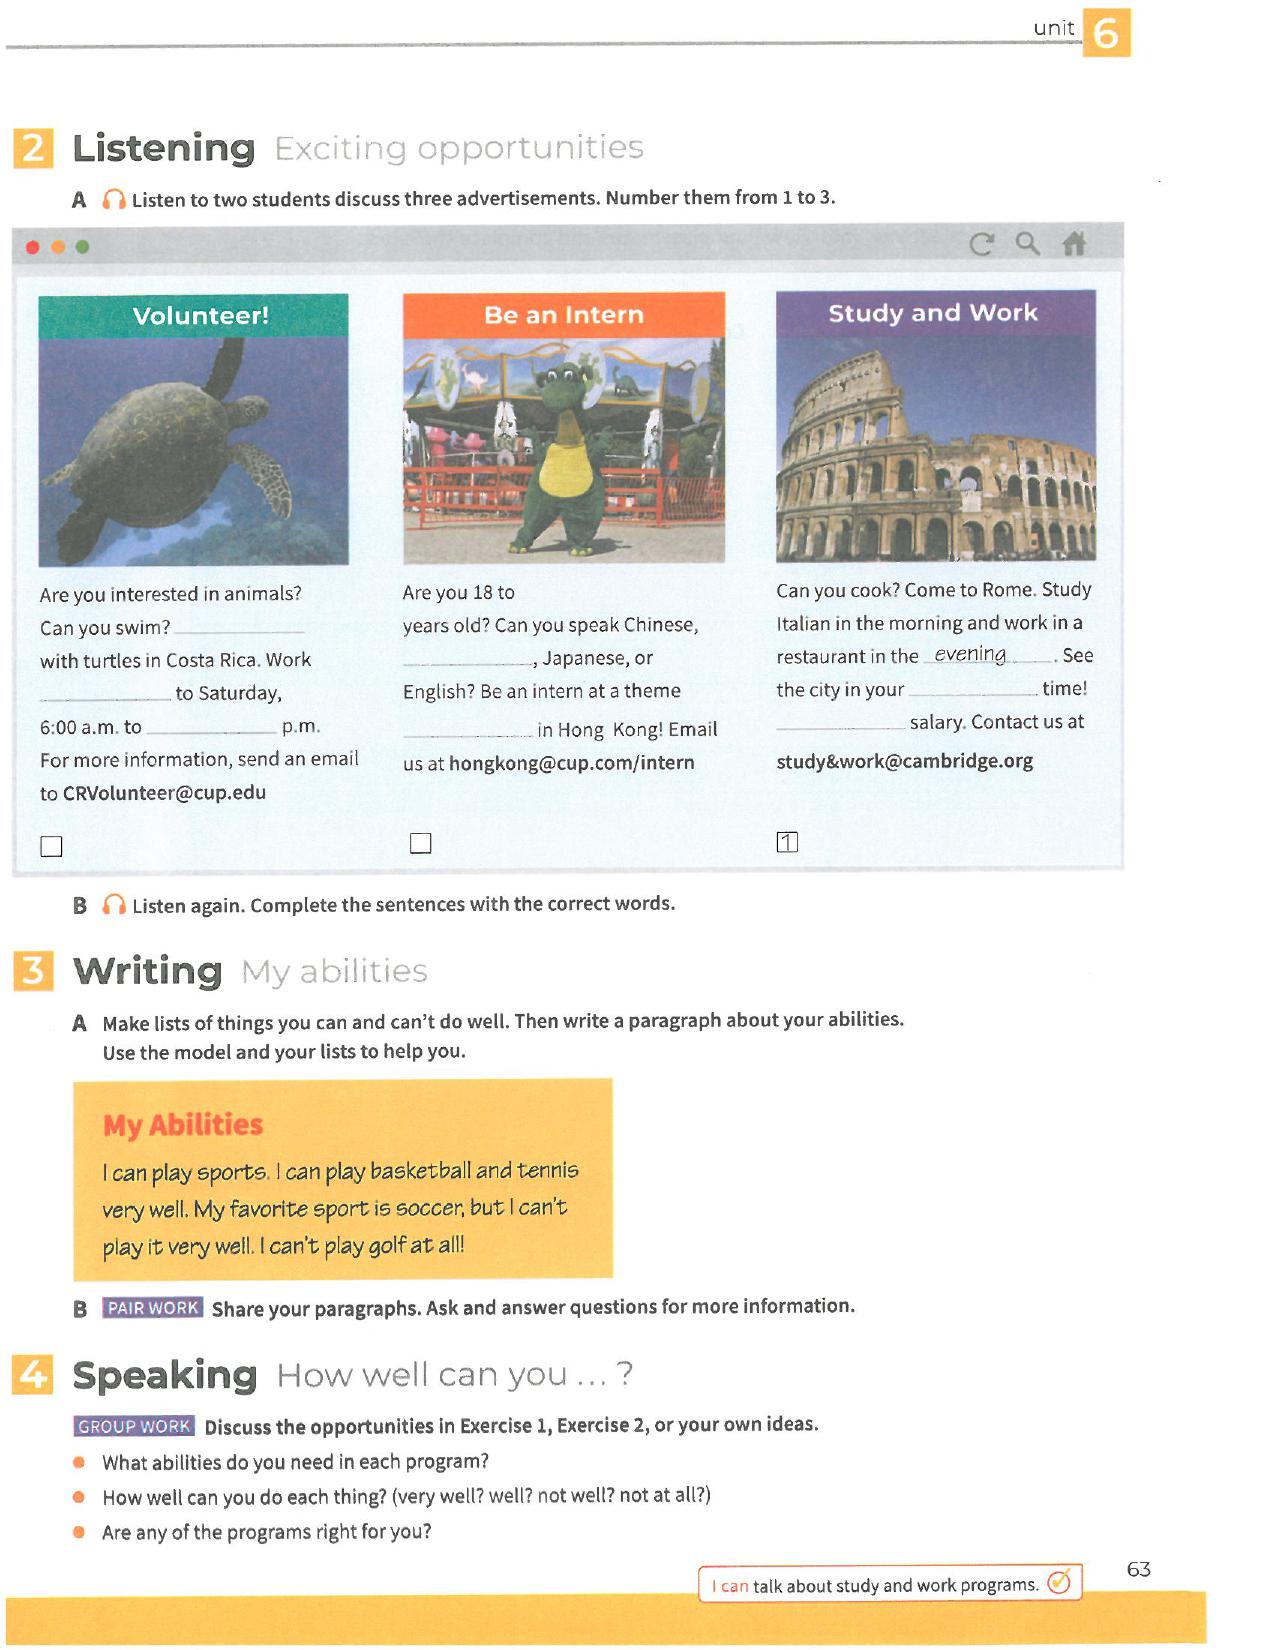 unit 6
2 Listening Exciting opportunities
A Listen to two students discuss three advertisements. Number them from 1 to 3.
Volunteer!
Are you interested in animals?
Can you swim? ____________
with turtles in Costa Rica. Work
____________ to Saturday,
6:00 a.m. to ____________ p.m.
For more information, send an email
to CRVolunteer@cup.edu
Be an Intern
Are you 18 to
years old? Can you speak Chinese,
____________, Japanese, or
English? Be an intern at a theme
____________ in Hong Kong! Email
us at hongkong@cup.com/intern
Study and Work
Can you cook? Come to Rome. Study
Italian in the morning and work in a
restaurant in the evening. See
the city in your ____________ time!
____________ salary. Contact us at
study&work@cambridge.org
1
B Listen again. Complete the sentences with the correct words.
3 Writing My abilities
A Make lists of things you can and can't do well. Then write a paragraph about your abilities.
Use the model and your lists to help you.
My Abilities
I can play sports. I can play basketball and tennis
very well. My favorite sport is soccer, but I can't
play it very well. I can't play golf at all!
B PAIR WORK Share your paragraphs. Ask and answer questions for more information.
4 Speaking How well can you ... ?
GROUP WORK Discuss the opportunities in Exercise 1, Exercise 2, or your own ideas.
• What abilities do you need in each program?
• How well can you do each thing? (very well? well? not well? not at all?)
• Are any of the programs right for you?
I can talk about study and work programs.
63